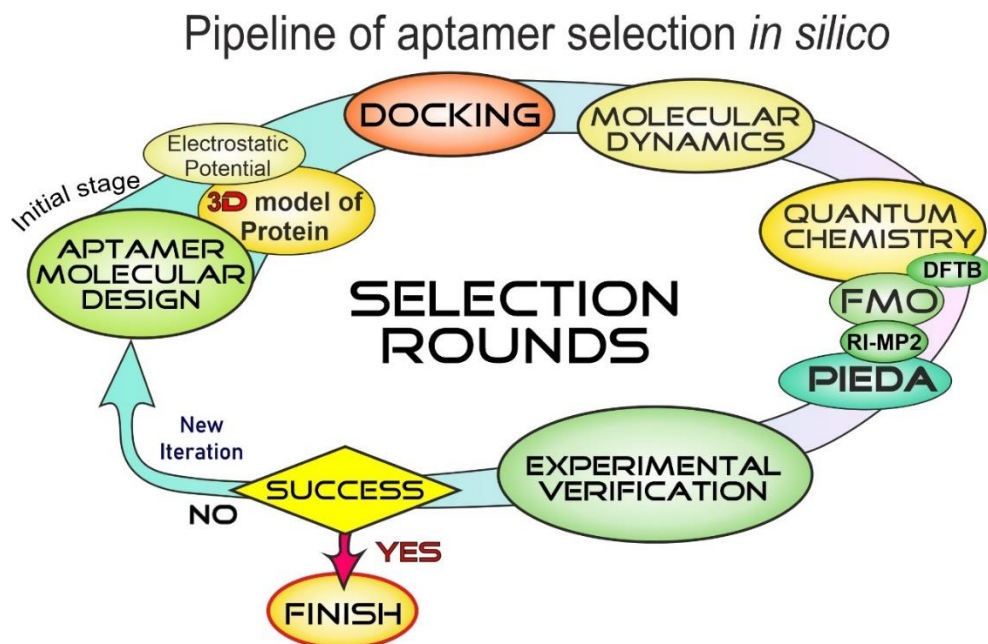 Pipeline of aptamer selection in silico
Initial stage
APTAMER
MOLECULAR
DESIGN
Electrostatic
Potential
3D model of
Protein
DOCKING
MOLECULAR
DYNAMICS
QUANTUM
CHEMISTRY
DFTB
FMO
RI-MP2
PIEDA
SELECTION
ROUNDS
EXPERIMENTAL
VERIFICATION
SUCCESS
New
Iteration
NO
YES
FINISH